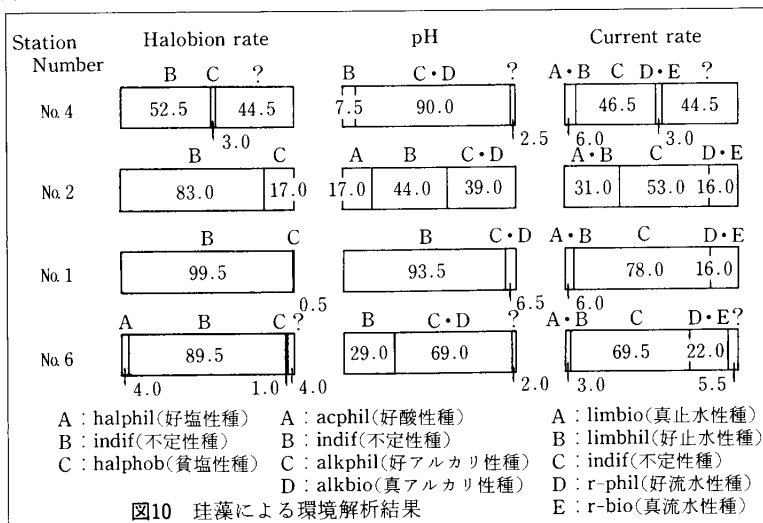 Station Number Halobion rate pH Current rate
B C ? B C・D ? A・B C D・E ?
No. 4 52.5 44.5 7.5 90.0 46.5 44.5
3.0 2.5 6.0 3.0
B C A B C・D A・B C D・E
No. 2 83.0 17.0 17.0 44.0 39.0 31.0 53.0 16.0
B C B C・D A・B C D・E
No. 1 99.5 93.5 78.0 16.0
0.5 6.5 6.0
A B C ? B C・D ? A・B C D・E ?
No. 6 89.5 29.0 69.0 69.5 22.0
4.0 1.0 4.0 2.0 3.0 5.5
A：halphil(好塩性種) A：acphil(好酸性種) A：limbio(真止水性種)
B：indif(不定性種) B：indif(不定性種) B：limbhil(好止水性種)
C：halphob(貧塩性種) C：alkphil(好アルカリ性種) C：indif(不定性種)
D：alkbio(真アルカリ性種) D：r-phil(好流水性種)
図10 珪藻による環境解析結果 E：r-bio(真流水性種)